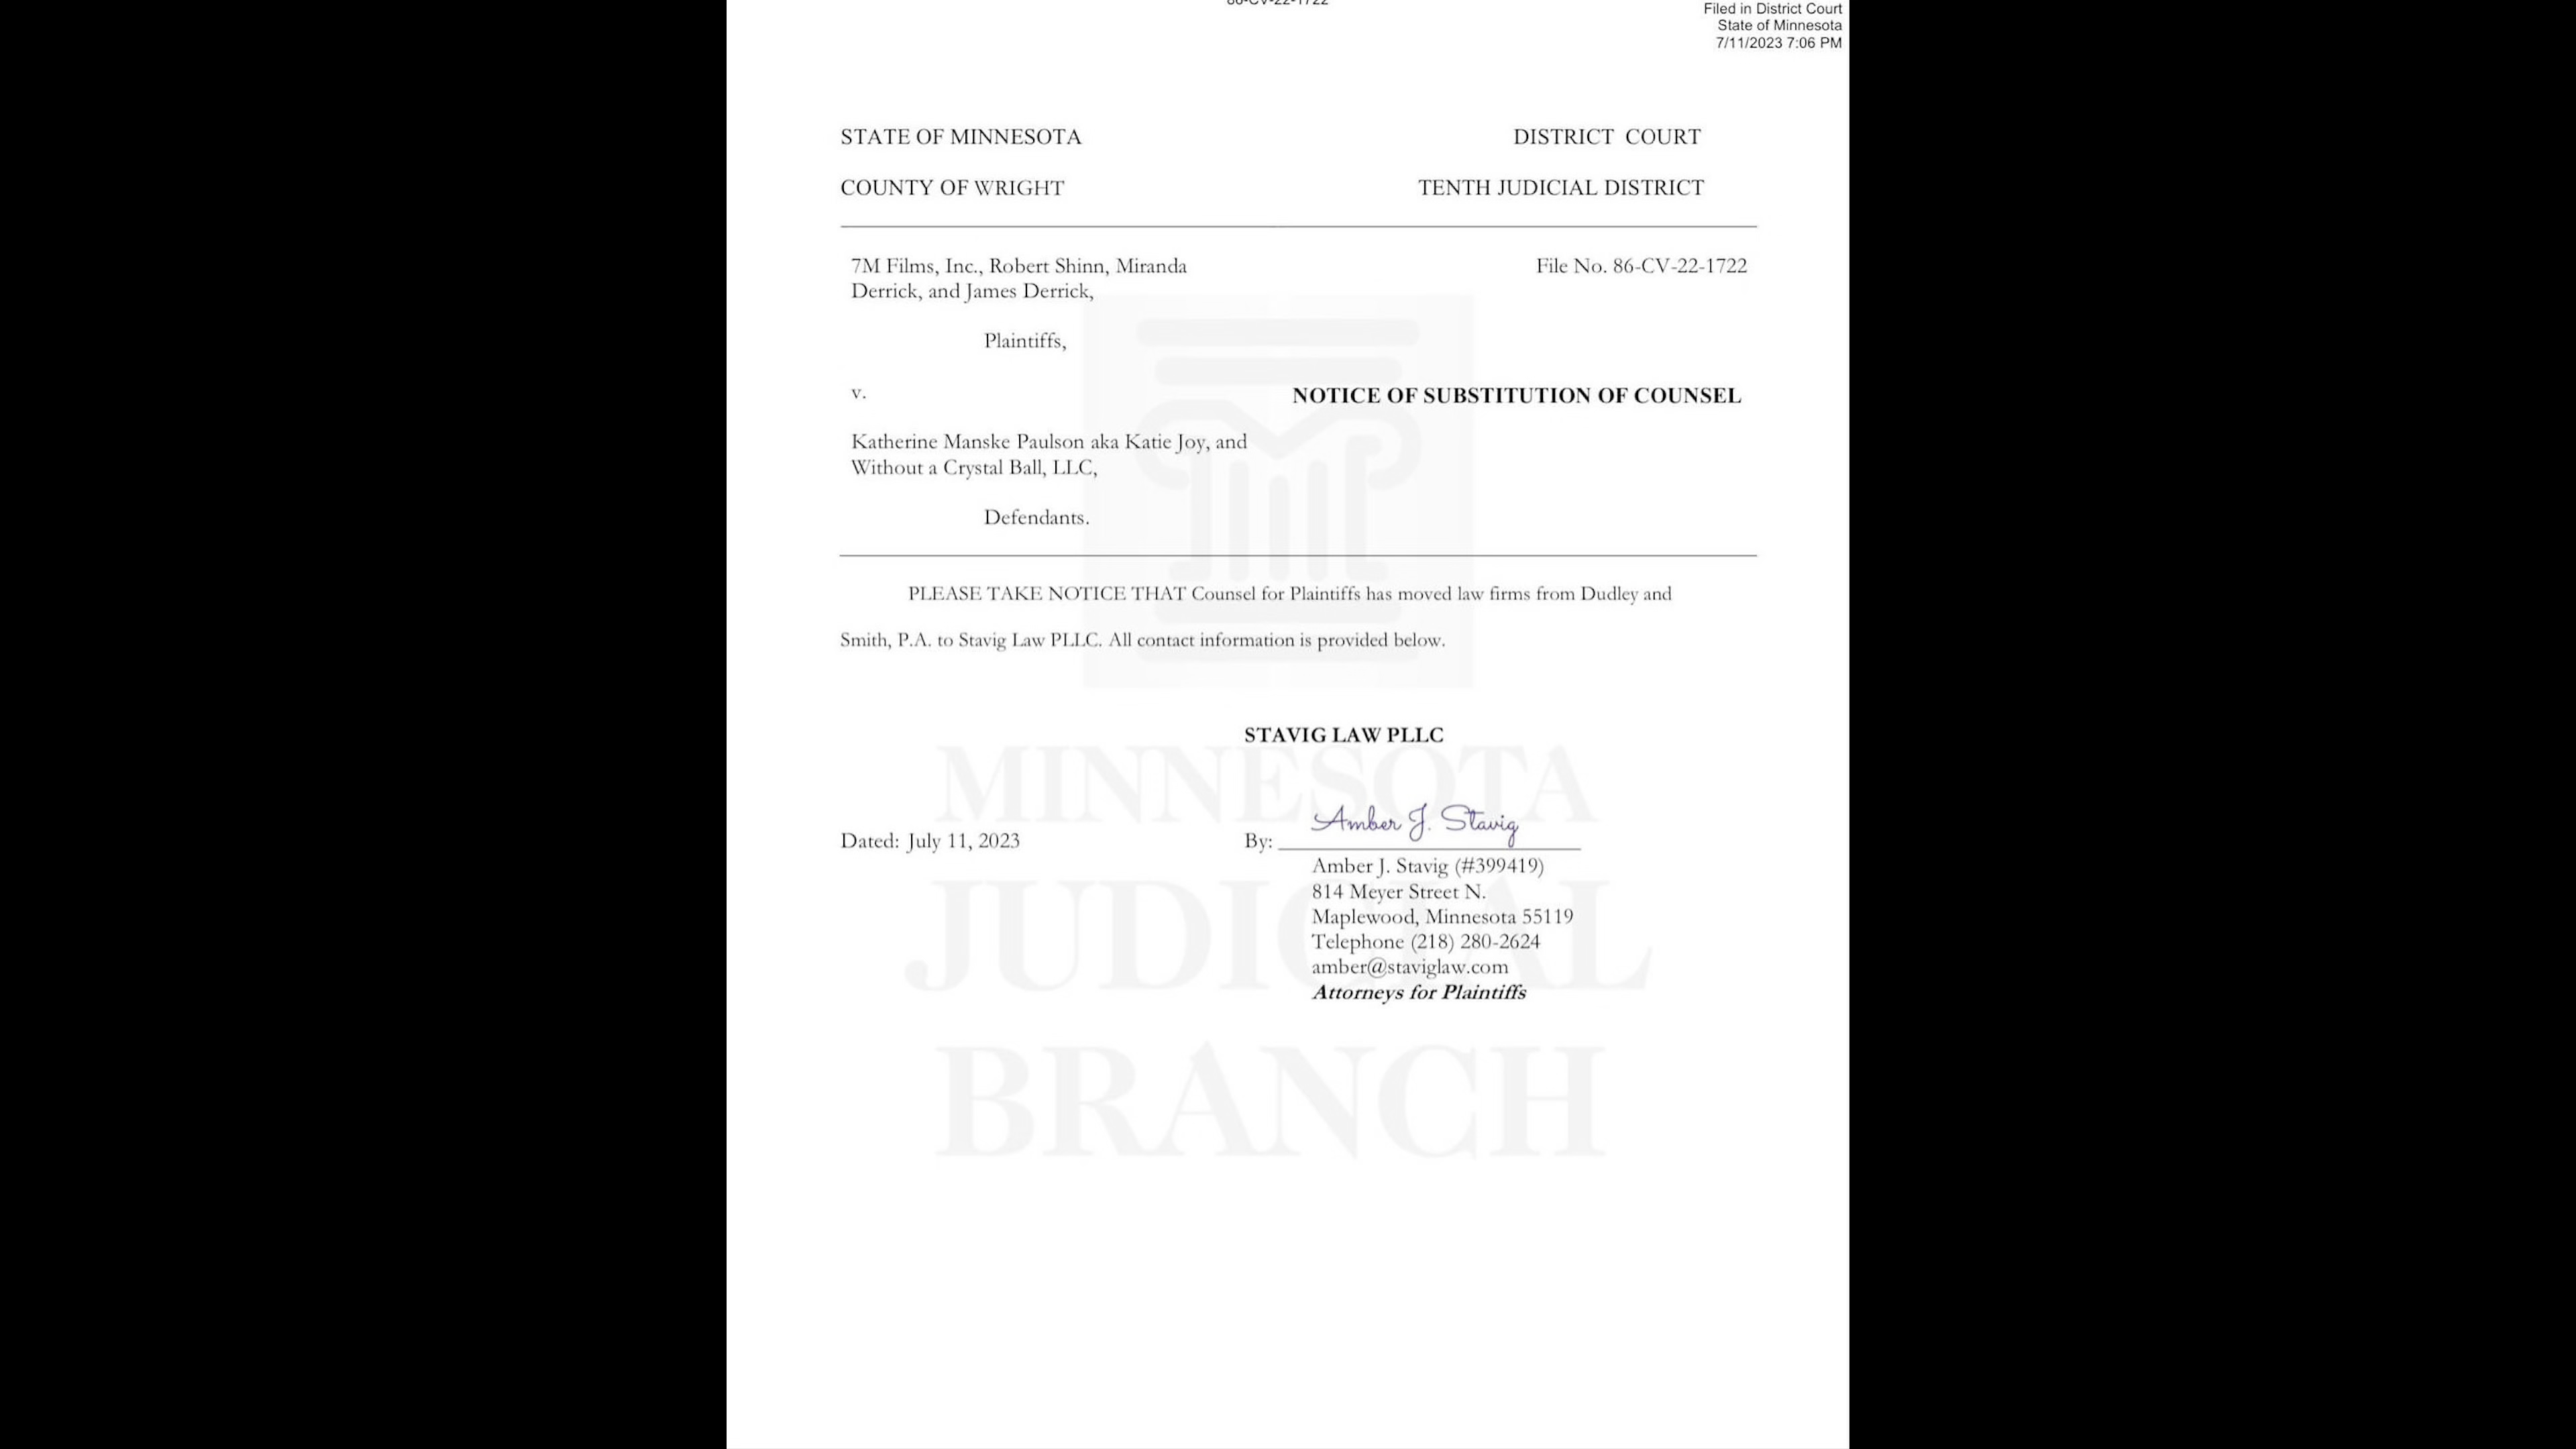 86-CV-22-1722
Filed in District Court
State of Minnesota
7/11/2023 7:06 PM
STATE OF MINNESOTA
DISTRICT COURT
COUNTY OF WRIGHT
TENTH JUDICIAL DISTRICT
7M Films, Inc., Robert Shinn, Miranda
Derrick, and James Derrick,
File No. 86-CV-22-1722
Plaintiffs,
v.
NOTICE OF SUBSTITUTION OF COUNSEL
Katherine Manske Paulson aka Katie Joy, and
Without a Crystal Ball, LLC,
Defendants.
PLEASE TAKE NOTICE THAT Counsel for Plaintiffs has moved law firms from Dudley and
Smith, P.A. to Stavig Law PLLC. All contact information is provided below.
STAVIG LAW PLLC
Amber J. Stavig
Dated: July 11, 2023
By:
Amber J. Stavig (#399419)
814 Meyer Street N.
Maplewood, Minnesota 55119
Telephone (218) 280-2624
amber@staviglaw.com
Attorneys for Plaintiffs
MINNESOTA
JUDICIAL
BRANCH